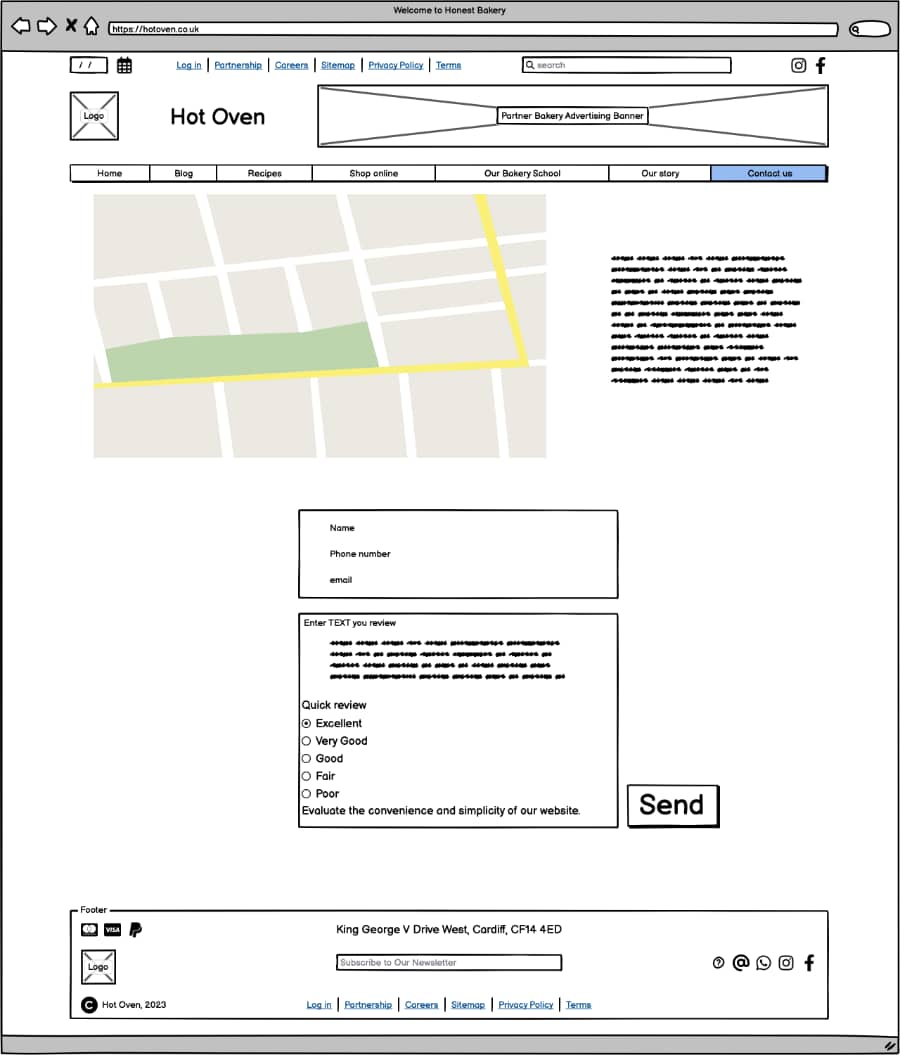 Welcome to Honest Bakery
https://hotoven.co.uk
/ /
Log in Partnership Careers Sitemap Privacy Policy Terms
search
Logo
Hot Oven
Partner Bakery Advertising Banner
Home Blog Recipes Shop online Our Bakery School Our story Contact us
Name
Phone number
email
Enter TEXT you review
Quick review
Excellent
Very Good
Good
Fair
Poor
Evaluate the convenience and simplicity of our website.
Send
Footer
VISA
King George V Drive West, Cardiff, CF14 4ED
Logo
Subscribe to Our Newsletter
C Hot Oven, 2023
Log in Partnership Careers Sitemap Privacy Policy Terms